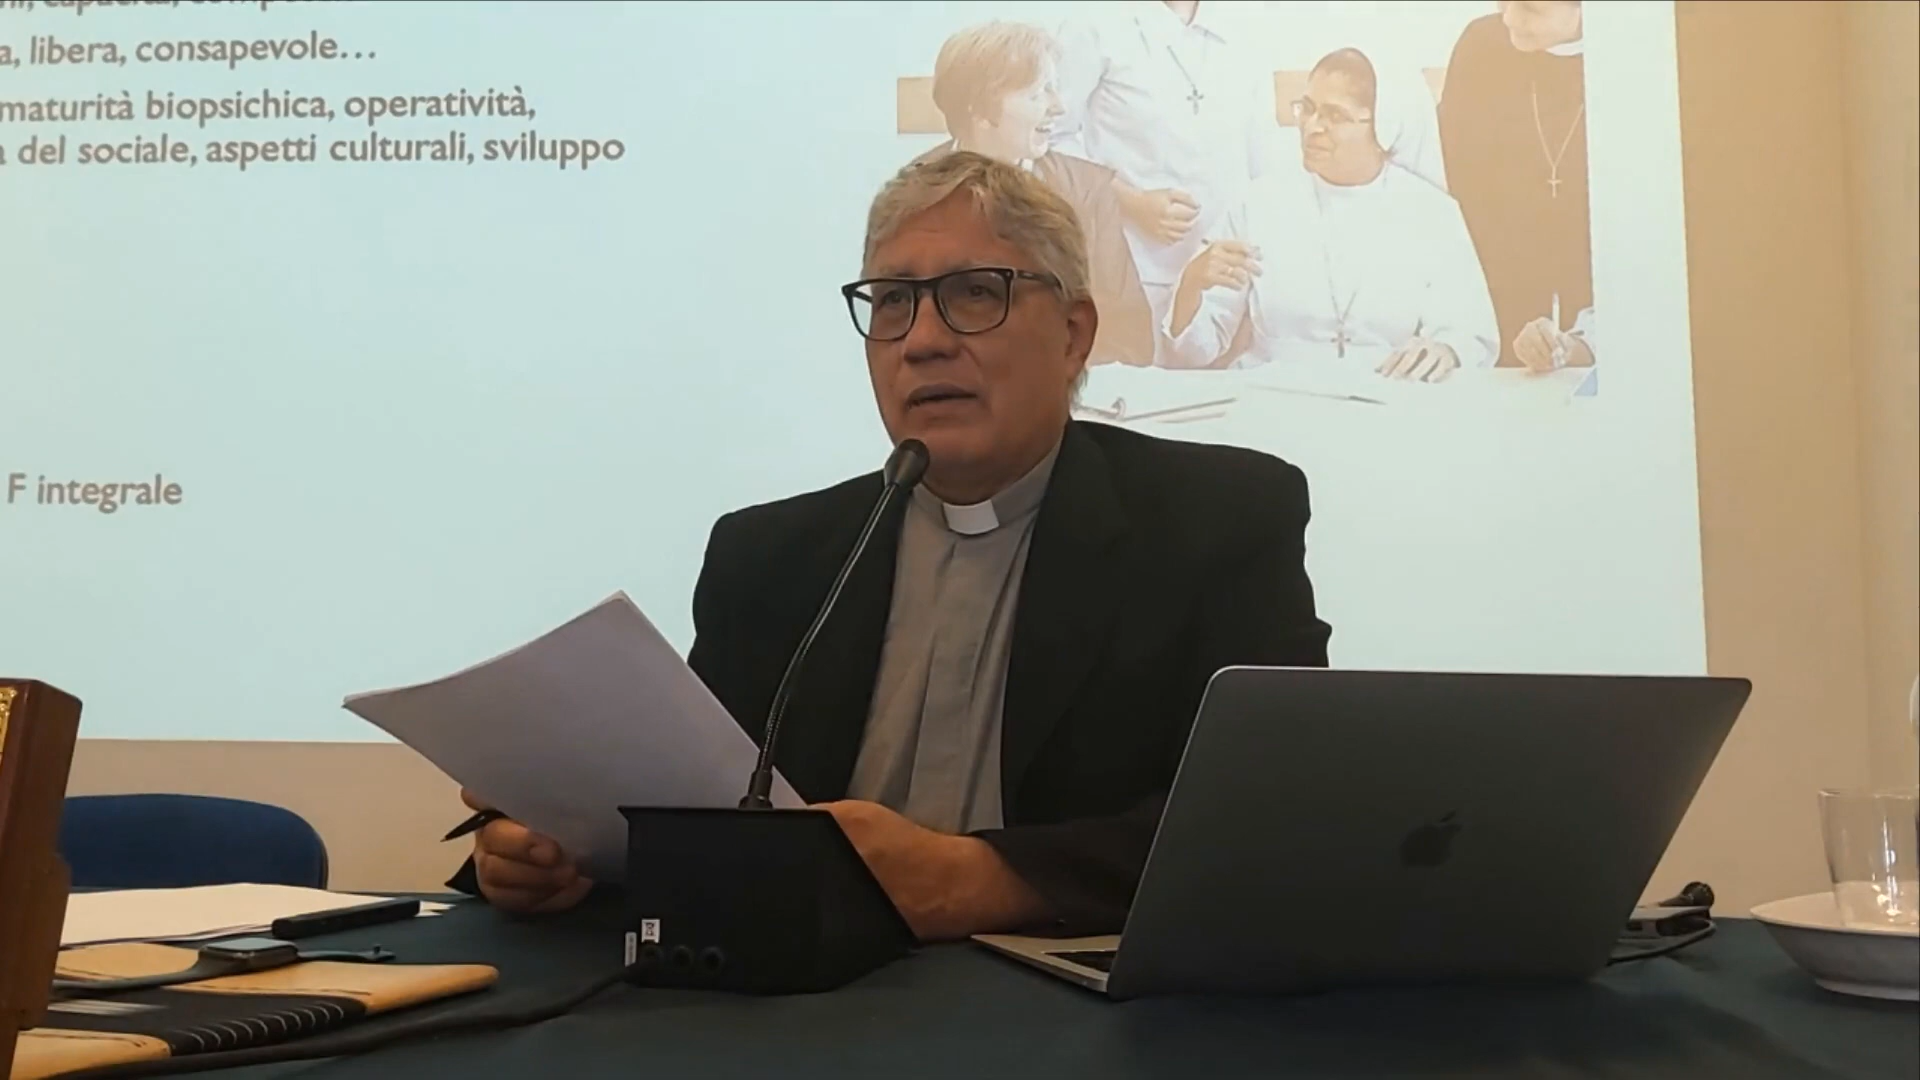 libera, consapevole…
maturità biopsichica, operatività,
del sociale, aspetti culturali, sviluppo
F integrale